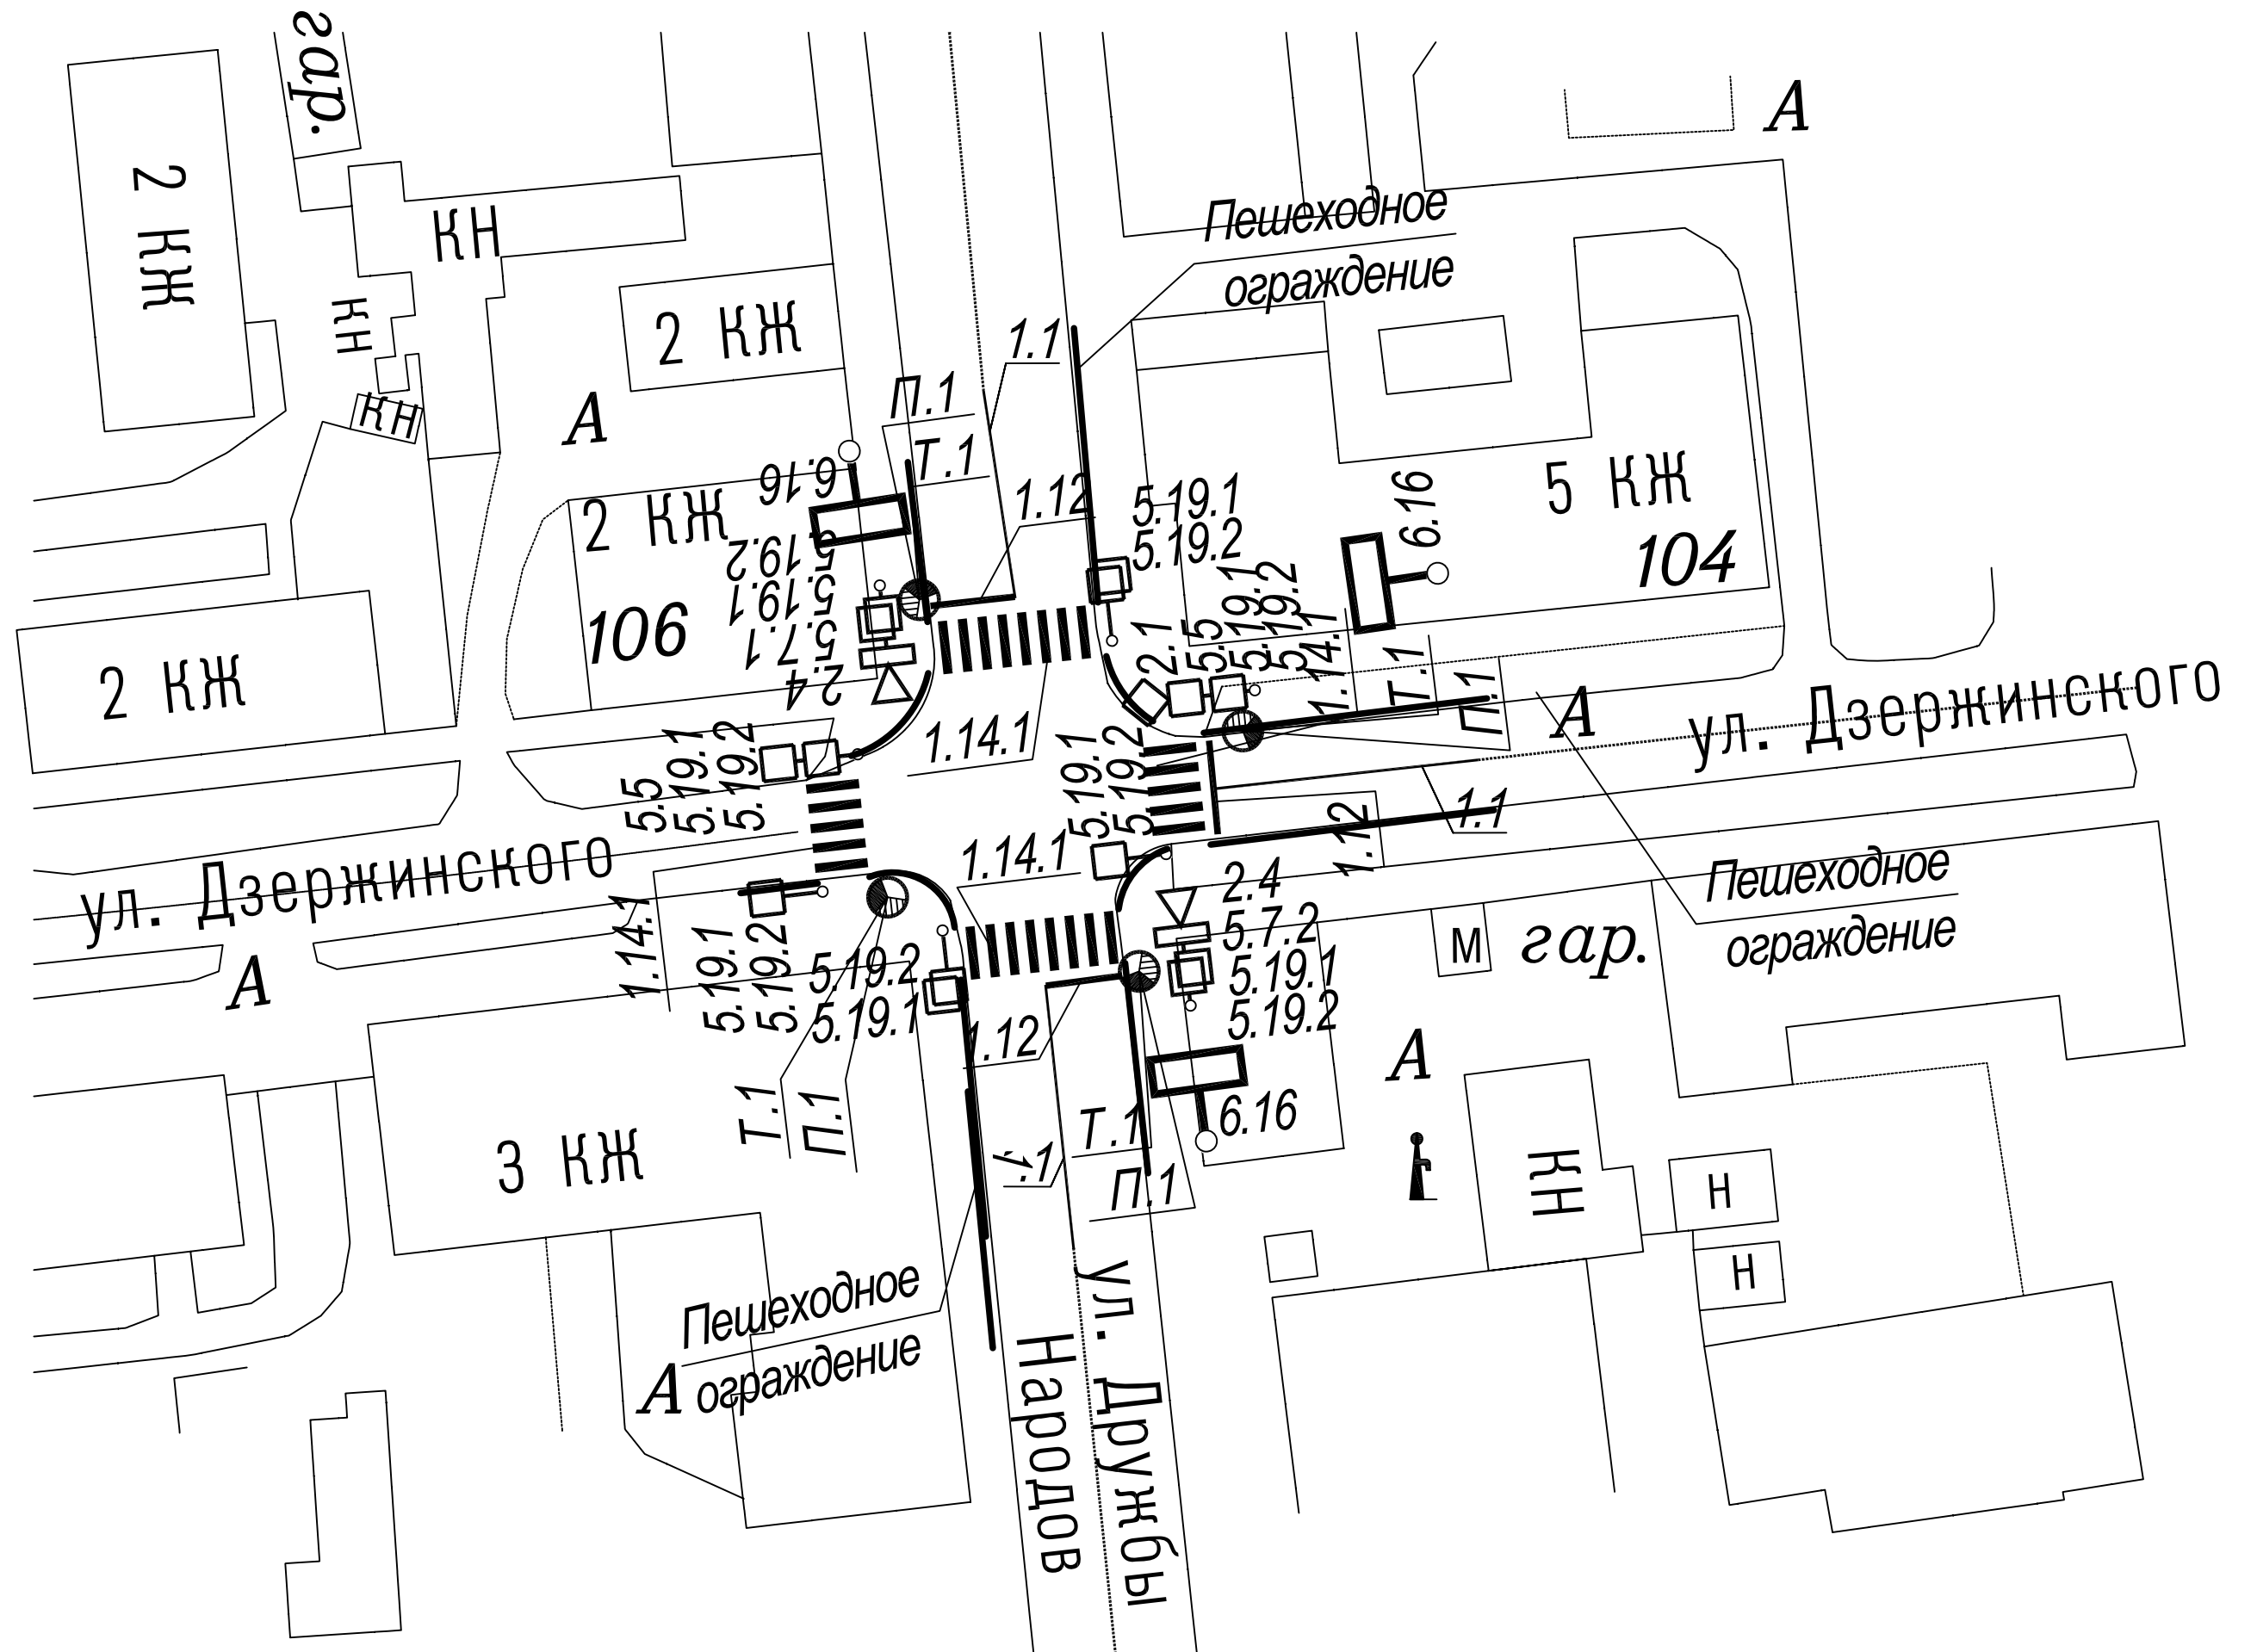 гар.
А
2 КЖ
КН
Пешеходное
ограждение
КН
2 КЖ
1.1
П.1
Т.1
КН
А
6.16
1.12
5.19.1
5.19.2
6.16
5 КЖ
104
2 КЖ
5.19.2
5.19.1
5.7.1
2.4
106
2.1
5.5
5.19.1
5.19.2
1.14.1
Т.1
П.1
2 КЖ
1.14.1
А
ул. Дзержинского
5.5
5.19.1
5.19.2
5.19.1
5.19.2
1.1
1.12
ул. Дзержинского
1.14.1
2.4
5.7.2
5.19.1
5.19.2
Пешеходное
ограждение
М
гар.
А
1.14.1
5.19.1
5.19.2
5.19.2
5.19.1
1.12
А
Т.1
П.1
Т.1
П.1
6.16
1.1
3 КЖ
КН
Н
Н
Пешеходное
ограждение
А
ул. Дружбы
Народов